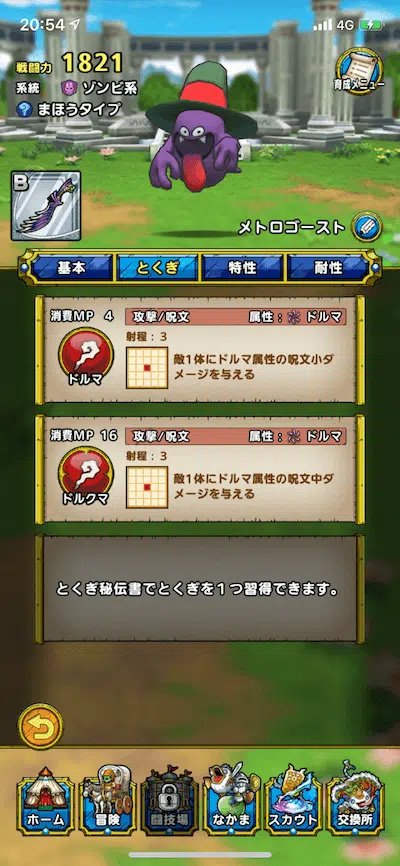 20:54 4G
戦闘力 1821
系統 ゾンビ系
? まほうタイプ
育成メニュー
B
メトロゴースト
基本 とくぎ 特性 耐性
消費MP 4 攻撃/呪文 属性: ドルマ
射程:3
ドルマ
敵1体にドルマ属性の呪文小ダ
メージを与える
消費MP 16 攻撃/呪文 属性: ドルマ
射程:3
ドルクマ
敵1体にドルマ属性の呪文中ダ
メージを与える
とくぎ秘伝書でとくぎを1つ習得できます。
ホーム 冒険 闘技場 なかま スカウト 交換所